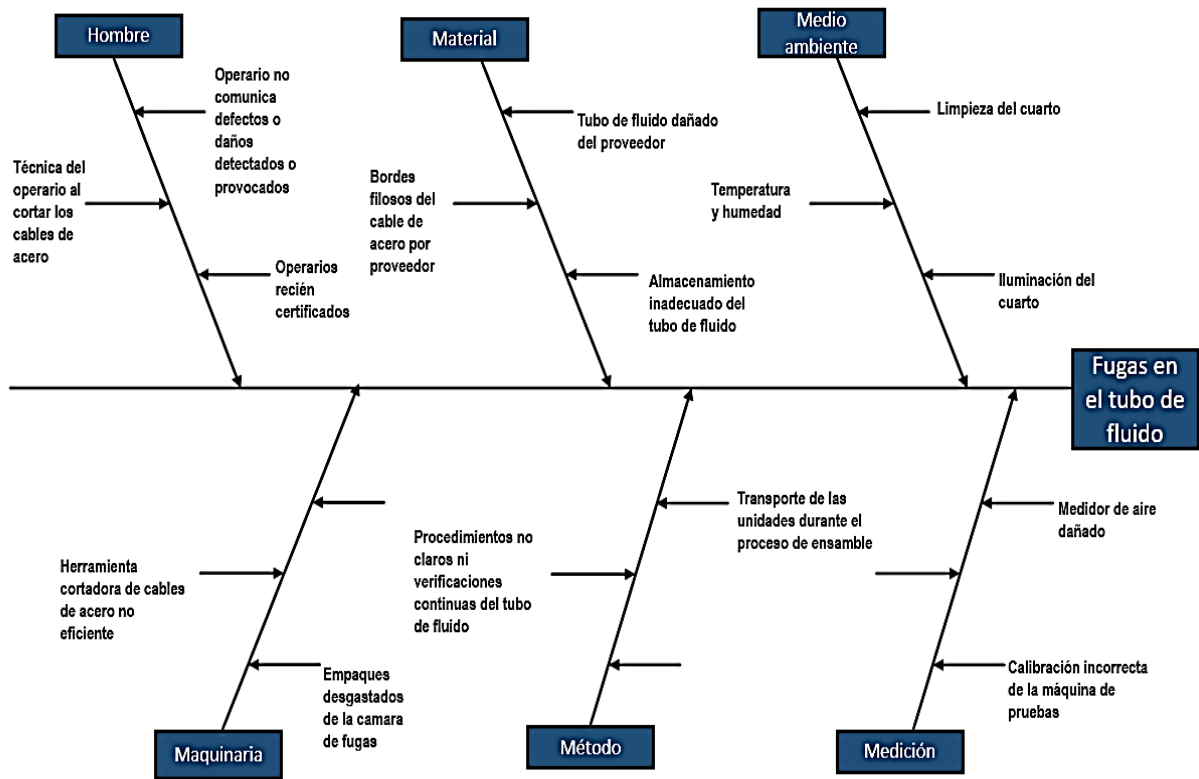 Hombre
Material
Medio
ambiente
Operario no
comunica
defectos o
daños
detectados o
provocados
Técnica del
operario al
cortar los
cables de
acero
Operarios
recién
certificados
Tubo de fluido dañado
del proveedor
Bordes
filosos del
cable de
acero por
proveedor
Almacenamiento
inadecuado del
tubo de fluido
Limpieza del cuarto
Temperatura
y humedad
Iluminación del
cuarto
Fugas en
el tubo de
fluido
Herramienta
cortadora de cables
de acero no
eficiente
Empaques
desgastados
de la camara
de fugas
Procedimientos no
claros ni
verificaciones
continuas del tubo
de fluido
Transporte de las
unidades durante el
proceso de ensamble
Medidor de aire
dañado
Calibración incorrecta
de la máquina de
pruebas
Maquinaria
Método
Medición